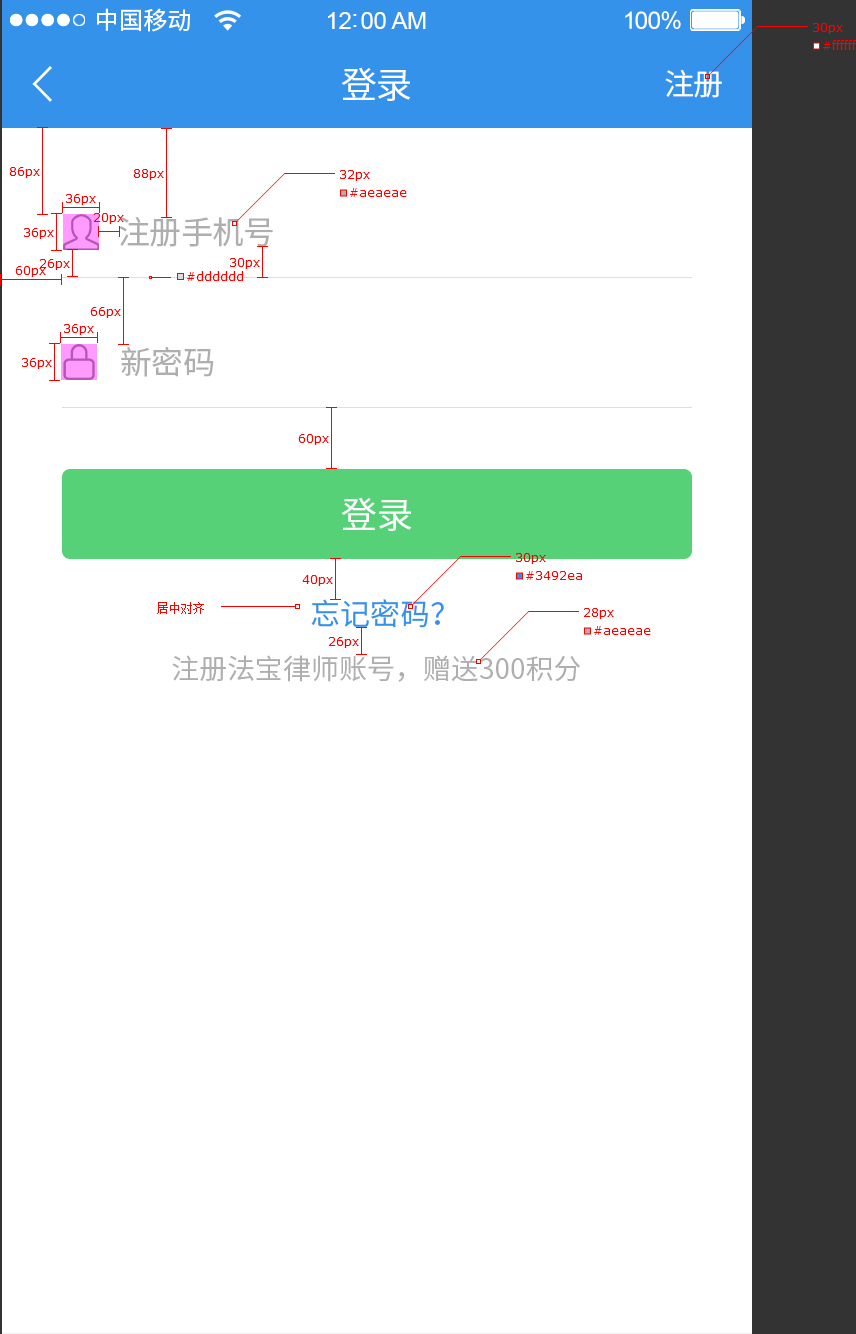 中国移动 12:00 AM 100%
30px
#ffffff
登录 注册
86px
88px
32px
#aeaeae
36px
20px
36px
注册手机号
26px
30px
60px
#dddddd
66px
36px
36px
新密码
60px
登录
30px
40px
#3492ea
居中对齐
忘记密码？
28px
#aeaeae
26px
注册法宝律师账号，赠送300积分